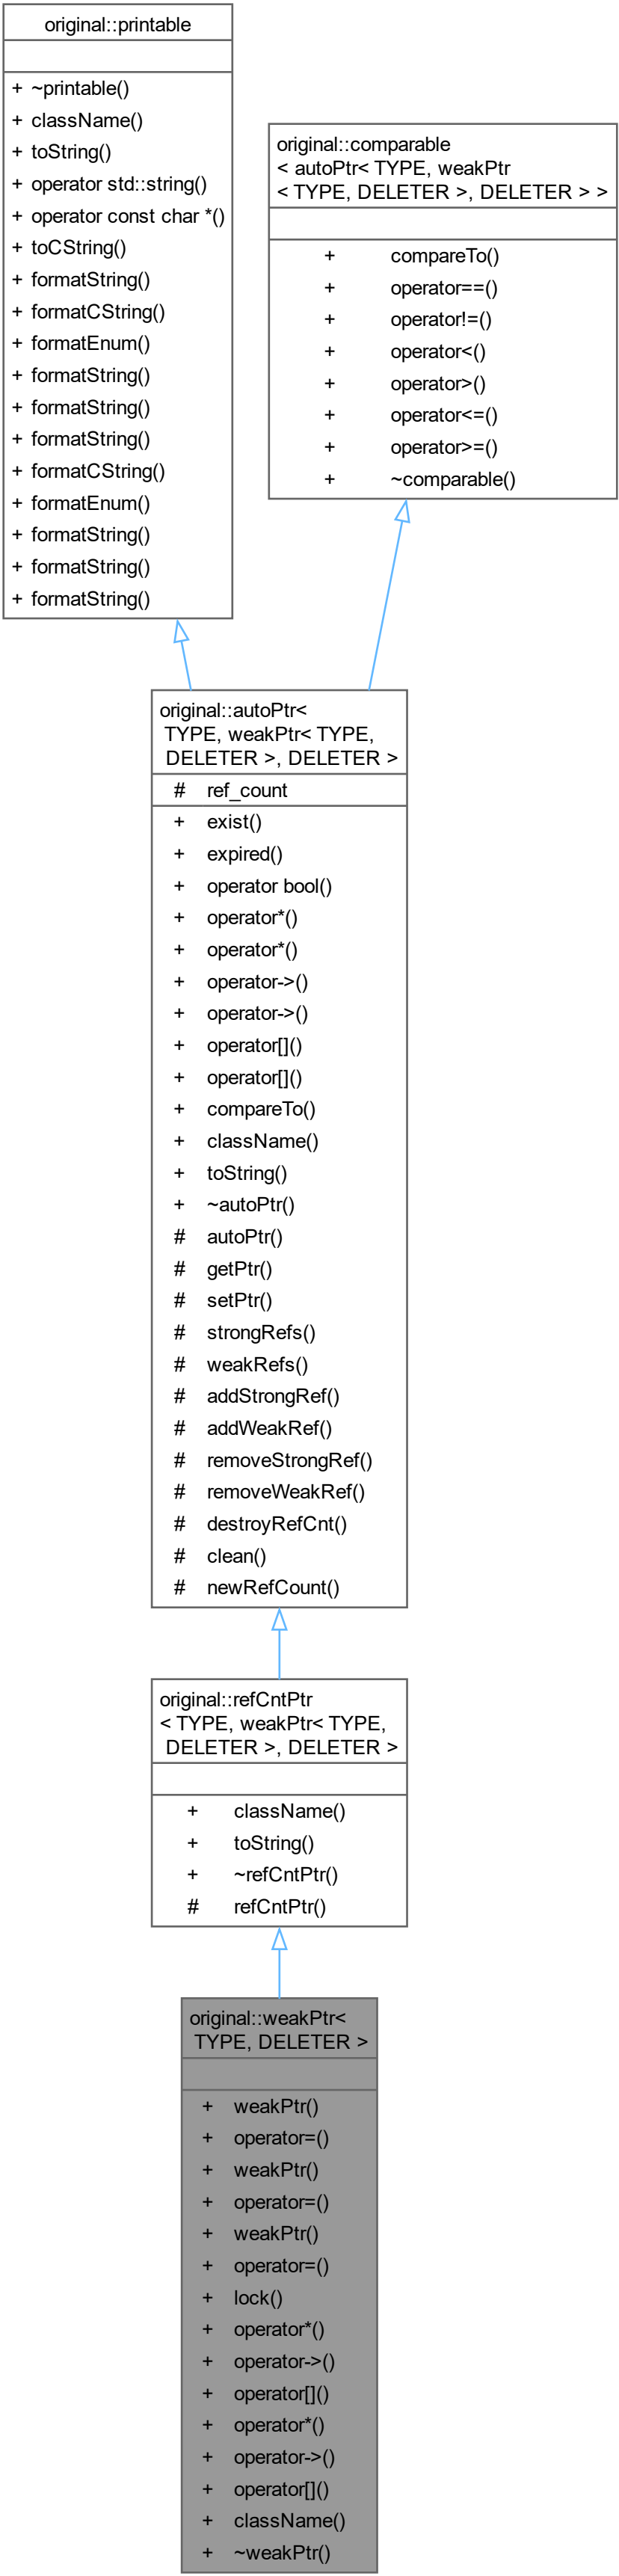 original::printable
+ ~printable()
+ className()
+ toString()
+ operator std::string()
+ operator const char *()
+ toCString()
+ formatString()
+ formatCString()
+ formatEnum()
+ formatString()
+ formatString()
+ formatString()
+ formatCString()
+ formatEnum()
+ formatString()
+ formatString()
+ formatString()
original::comparable
< autoPtr< TYPE, weakPtr
< TYPE, DELETER >, DELETER > >
+ compareTo()
+ operator==()
+ operator!=()
+ operator<()
+ operator>()
+ operator<=()
+ operator>=()
+ ~comparable()
original::autoPtr<
TYPE, weakPtr< TYPE,
DELETER >, DELETER >
# ref_count
+ exist()
+ expired()
+ operator bool()
+ operator*()
+ operator*()
+ operator->()
+ operator->()
+ operator[]()
+ operator[]()
+ compareTo()
+ className()
+ toString()
+ ~autoPtr()
# autoPtr()
# getPtr()
# setPtr()
# strongRefs()
# weakRefs()
# addStrongRef()
# addWeakRef()
# removeStrongRef()
# removeWeakRef()
# destroyRefCnt()
# clean()
# newRefCount()
original::refCntPtr
< TYPE, weakPtr< TYPE,
DELETER >, DELETER >
+ className()
+ toString()
+ ~refCntPtr()
# refCntPtr()
original::weakPtr<
TYPE, DELETER >
+ weakPtr()
+ operator=()
+ weakPtr()
+ operator=()
+ weakPtr()
+ operator=()
+ lock()
+ operator*()
+ operator->()
+ operator[]()
+ operator*()
+ operator->()
+ operator[]()
+ className()
+ ~weakPtr()